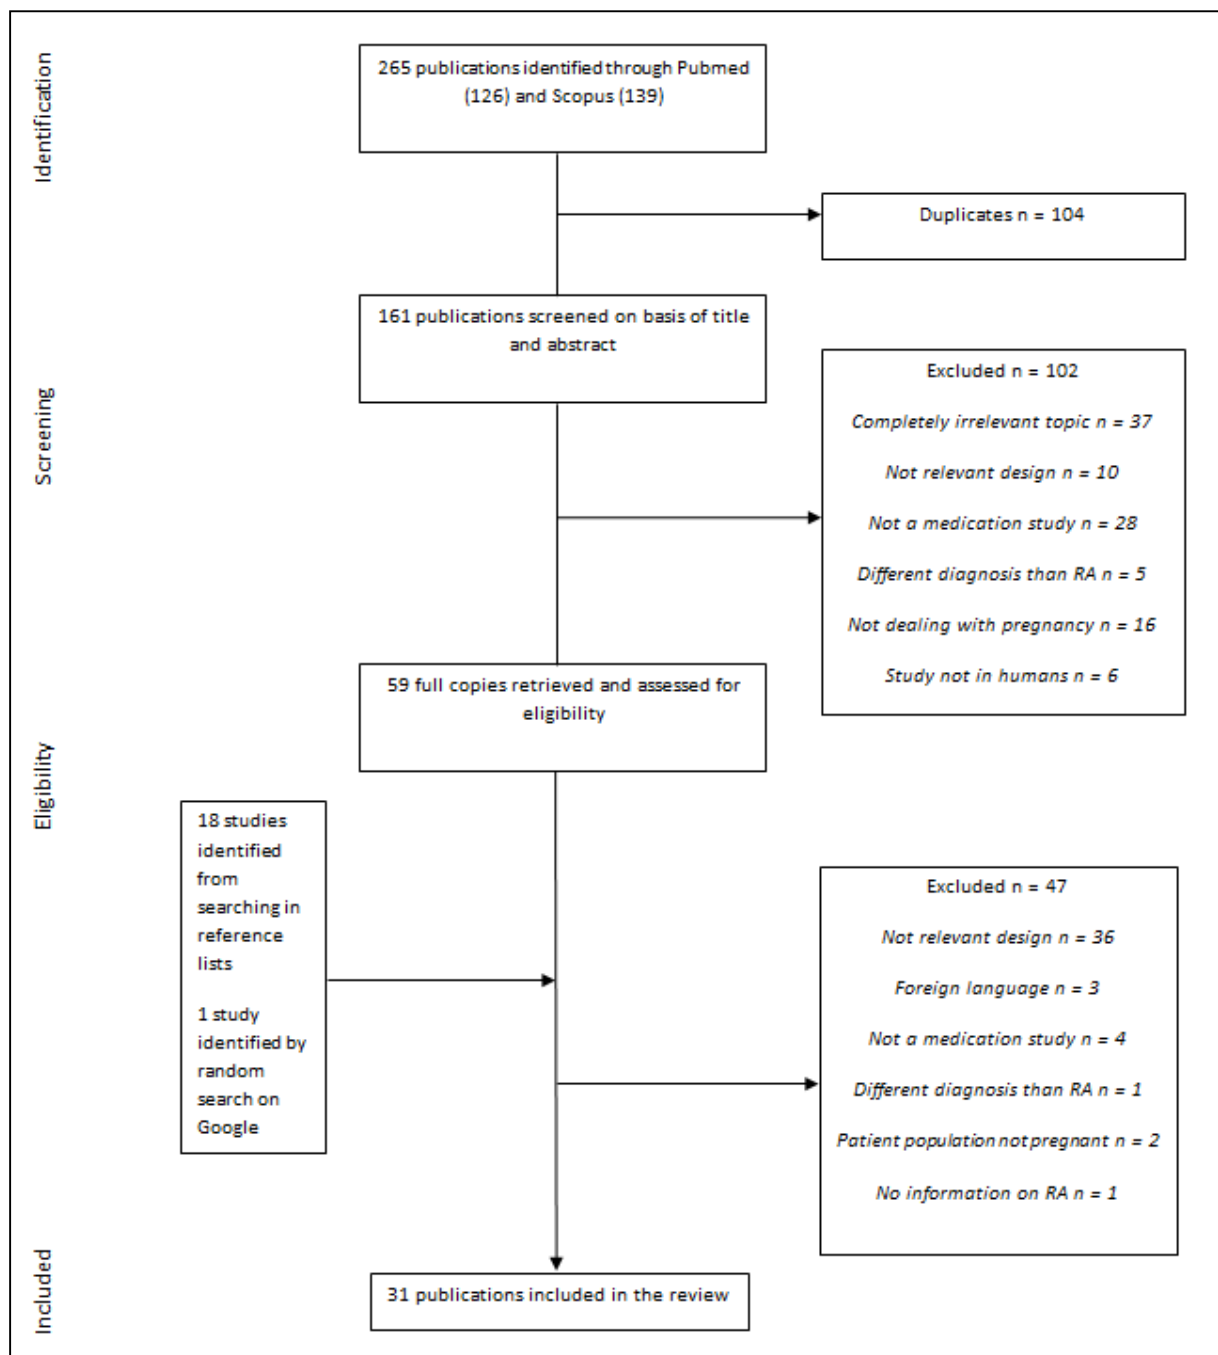 Identification
265 publications identified through Pubmed
(126) and Scopus (139)
Duplicates n = 104
161 publications screened on basis of title
and abstract
Screening
Excluded n = 102
Completely irrelevant topic n = 37
Not relevant design n = 10
Not a medication study n = 28
Different diagnosis than RA n = 5
Not dealing with pregnancy n = 16
Study not in humans n = 6
59 full copies retrieved and assessed for
eligibility
Eligibility
18 studies
identified
from
searching in
reference
lists
1 study
identified by
random
search on
Google
Excluded n = 47
Not relevant design n = 36
Foreign language n = 3
Not a medication study n = 4
Different diagnosis than RA n = 1
Patient population not pregnant n = 2
No information on RA n = 1
Included
31 publications included in the review